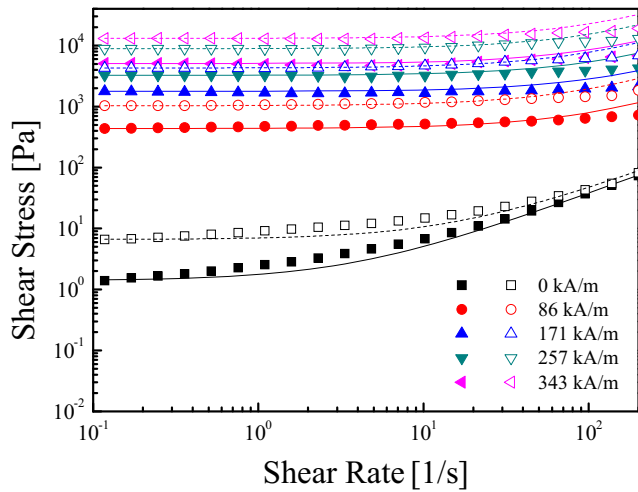 10^4
10^3
10^2
10^1
10^0
10^-1
10^-2
Shear Stress [Pa]
0 kA/m
86 kA/m
171 kA/m
257 kA/m
343 kA/m
10^-1 10^0 10^1 10^2
Shear Rate [1/s]